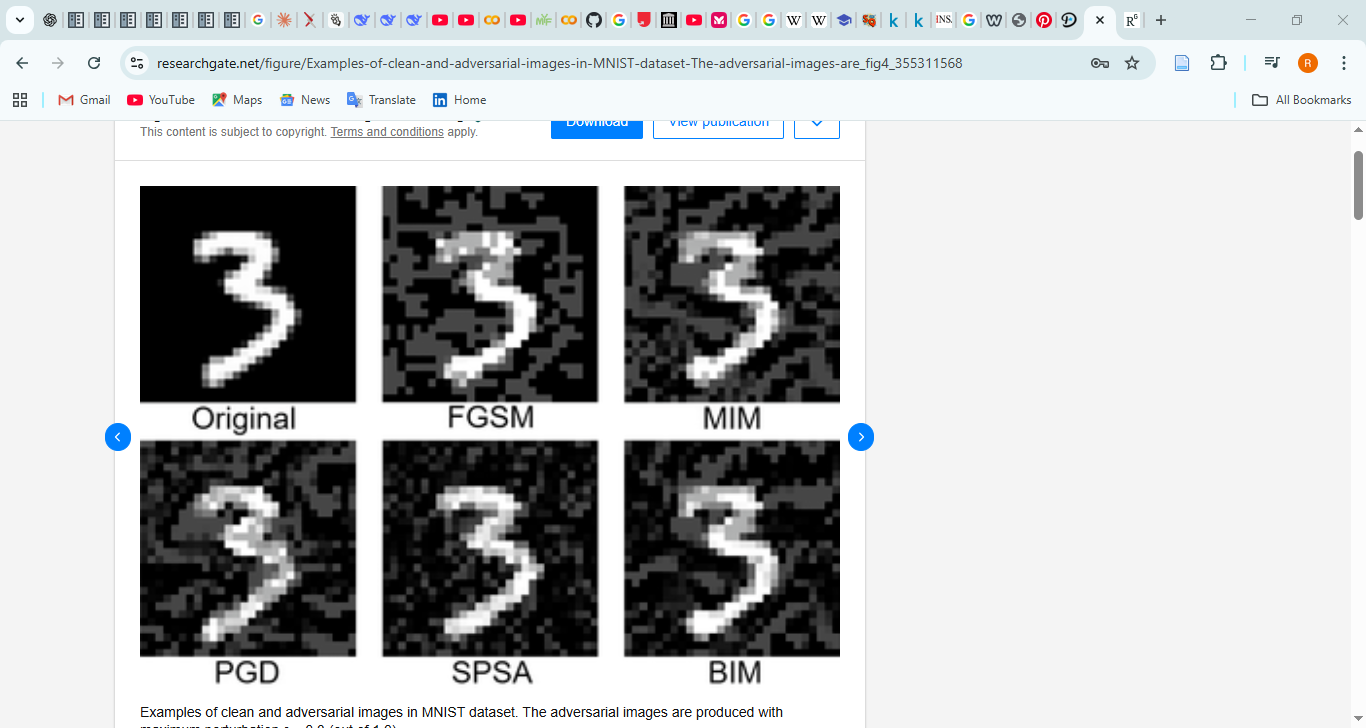 researchgate.net/figure/Examples-of-clean-and-adversarial-images-in-MNIST-dataset-The-adversarial-images-are_fig4_355311568
Gmail YouTube Maps News Translate Home All Bookmarks
This content is subject to copyright. Terms and conditions apply.
Download View publication
Original FGSM MIM
PGD SPSA BIM
Examples of clean and adversarial images in MNIST dataset. The adversarial images are produced with